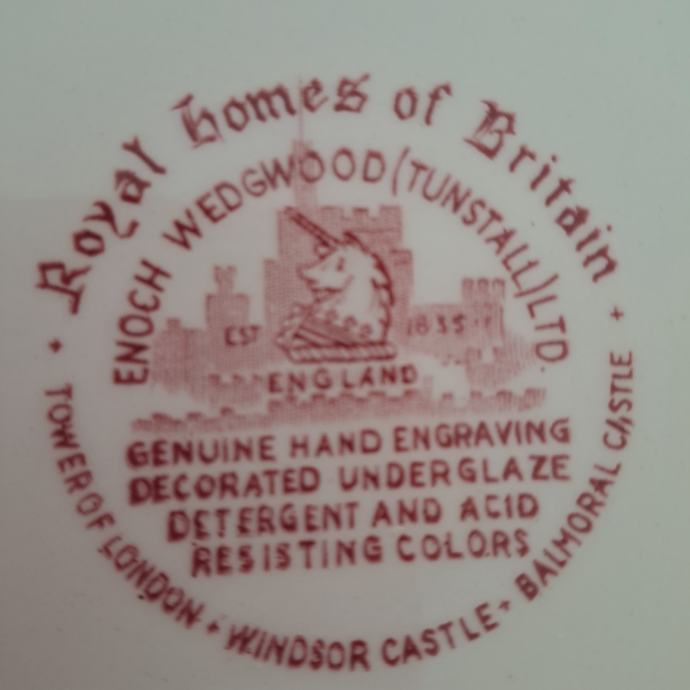 Royal Homes of Britain
ENOCH WEDGWOOD (TUNSTALL) LTD.
EST 1835
ENGLAND
GENUINE HAND ENGRAVING
DECORATED UNDERGLAZE
DETERGENT AND ACID
RESISTING COLORS
+ TOWER OF LONDON + WINDSOR CASTLE + BALMORAL CASTLE +